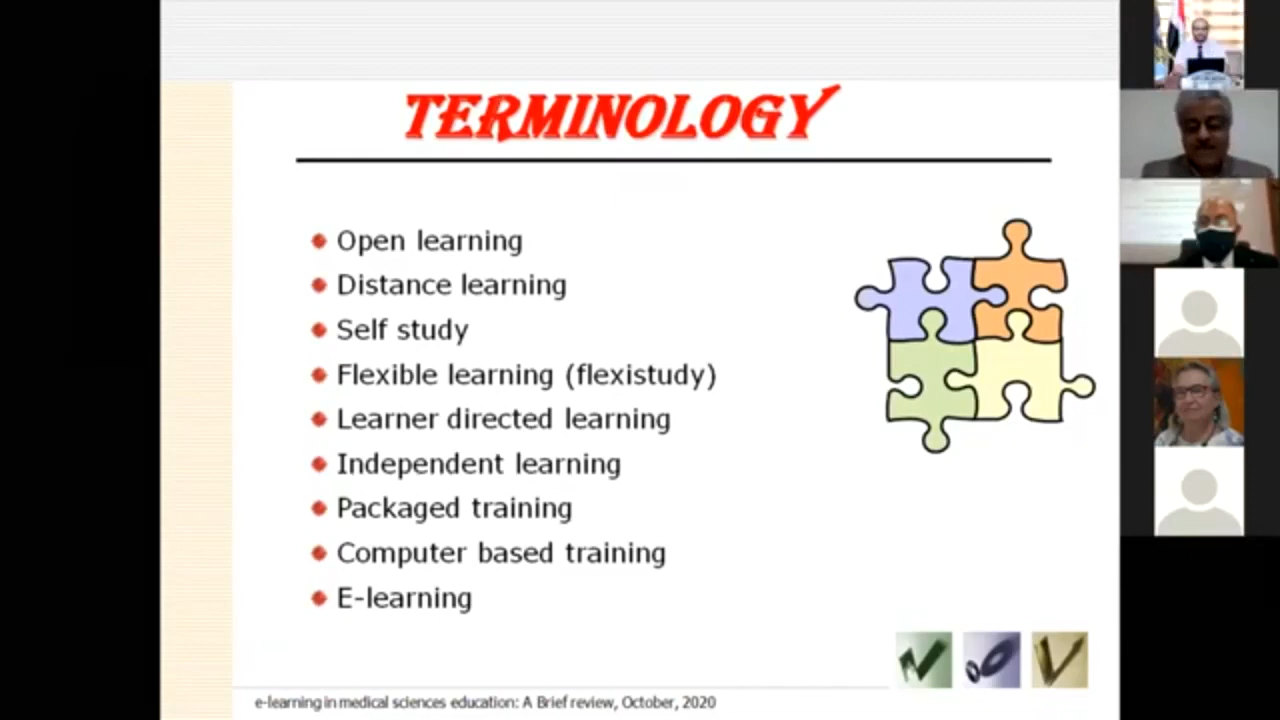 TERMINOLOGY
Open learning
Distance learning
Self study
Flexible learning (flexistudy)
Learner directed learning
Independent learning
Packaged training
Computer based training
E-learning
e-learning in medical sciences education: A Brief review, October, 2020